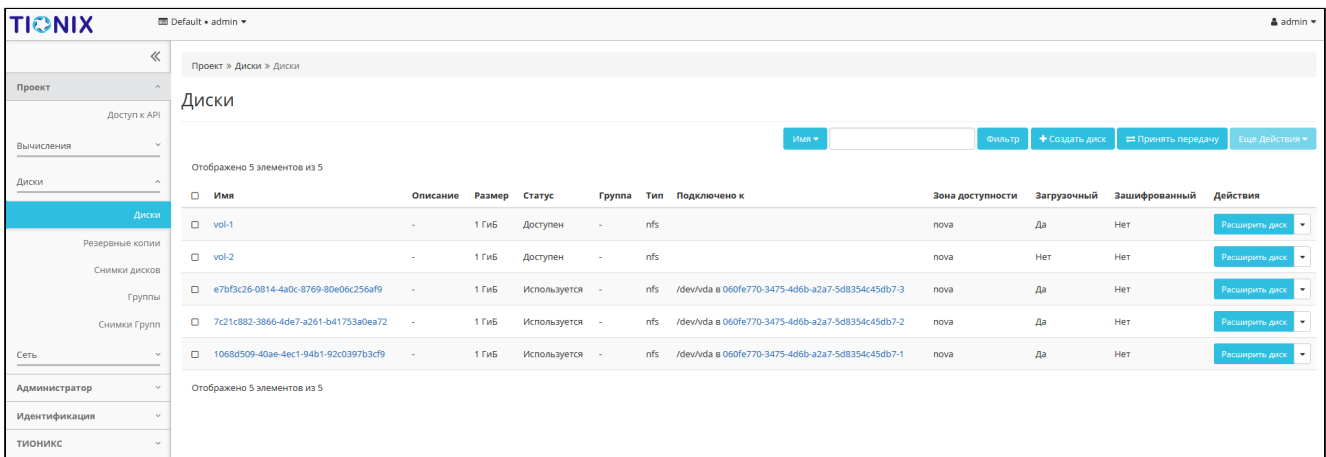 TIONIX
Default • admin
admin
Проект » Диски » Диски
Проект
Доступ к API
Диски
Имя Фильтр Создать диск Принять передачу Еще Действия
Вычисления
Отображено 5 элементов из 5
Диски
Имя Описание Размер Статус Группа Тип Подключено к Зона доступности Загрузочный Зашифрованный Действия
Диски
vol-1 - 1 ГиБ Доступен - nfs nova Да Нет Расширить диск
Резервные копии
vol-2 - 1 ГиБ Доступен - nfs nova Нет Нет Расширить диск
Снимки дисков
e7bf3c26-0814-4a0c-8769-80e06c256af9 - 1 ГиБ Используется - nfs /dev/vda в 060fe770-3475-4d6b-a2a7-5d8354c45db7-3 nova Да Нет Расширить диск
Группы
Снимки Групп
7c21c882-3866-4de7-a261-b41753a0ea72 - 1 ГиБ Используется - nfs /dev/vda в 060fe770-3475-4d6b-a2a7-5d8354c45db7-2 nova Да Нет Расширить диск
Сеть
1068d509-40ae-4ec1-94b1-92c0397b3cf9 - 1 ГиБ Используется - nfs /dev/vda в 060fe770-3475-4d6b-a2a7-5d8354c45db7-1 nova Да Нет Расширить диск
Администратор
Отображено 5 элементов из 5
Идентификация
ТИОНИКС